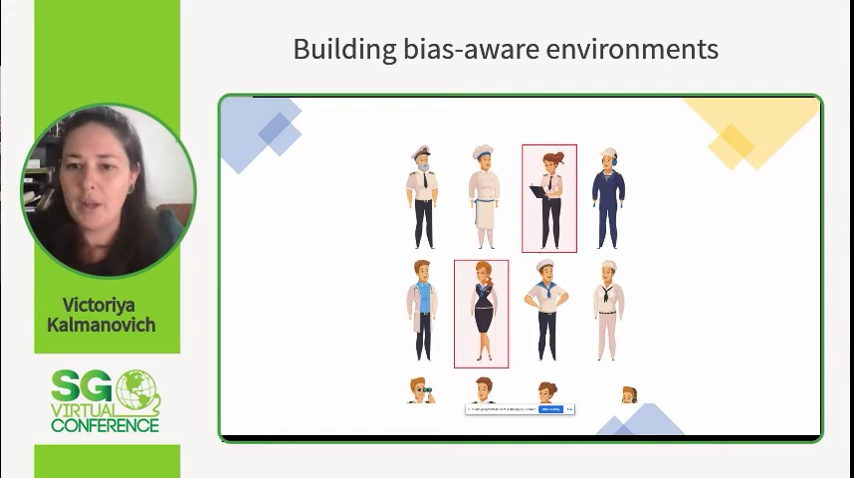 Building bias-aware environments
Victoriya
Kalmanovich
SG
VIRTUAL
CONFERENCE